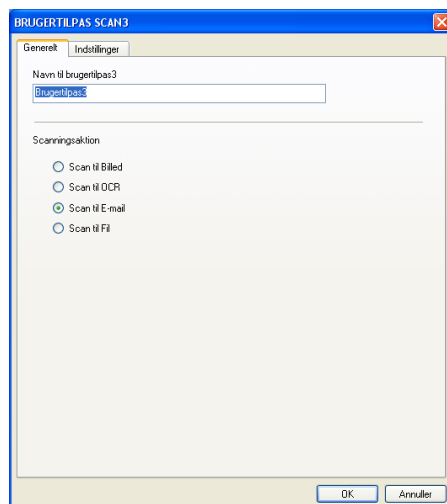 BRUGERTILPAS SCAN3
Generelt
Indstillinger
Navn til brugertilpas3
Brugertilpas3
Scanningsaktion
Scan til Billed
Scan til OCR
Scan til E-mail
Scan til Fil
OK
Annuller